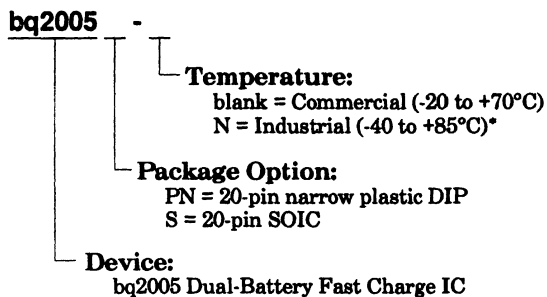 bq2005 -
Temperature:
blank = Commercial (-20 to +70°C)
N = Industrial (-40 to +85°C)*
Package Option:
PN = 20-pin narrow plastic DIP
S = 20-pin SOIC
Device:
bq2005 Dual-Battery Fast Charge IC